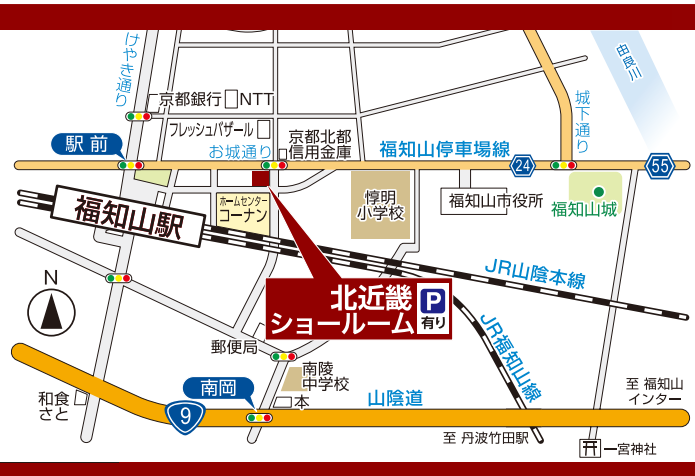 けやき通り
由良川
京都銀行
NTT
城下通り
フレッシュバザール
京都北都
信用金庫
駅前
お城通り
福知山停車場線
24
55
福知山駅
ホームセンター
コーナン
惇明
小学校
福知山市役所
福知山城
JR山陰本線
N
北近畿
ショールーム
P
有り
JR福知山線
郵便局
南陵
中学校
南岡
本
山陰道
9
和食
さと
至 福知山
インター
至 丹波竹田駅
一宮神社